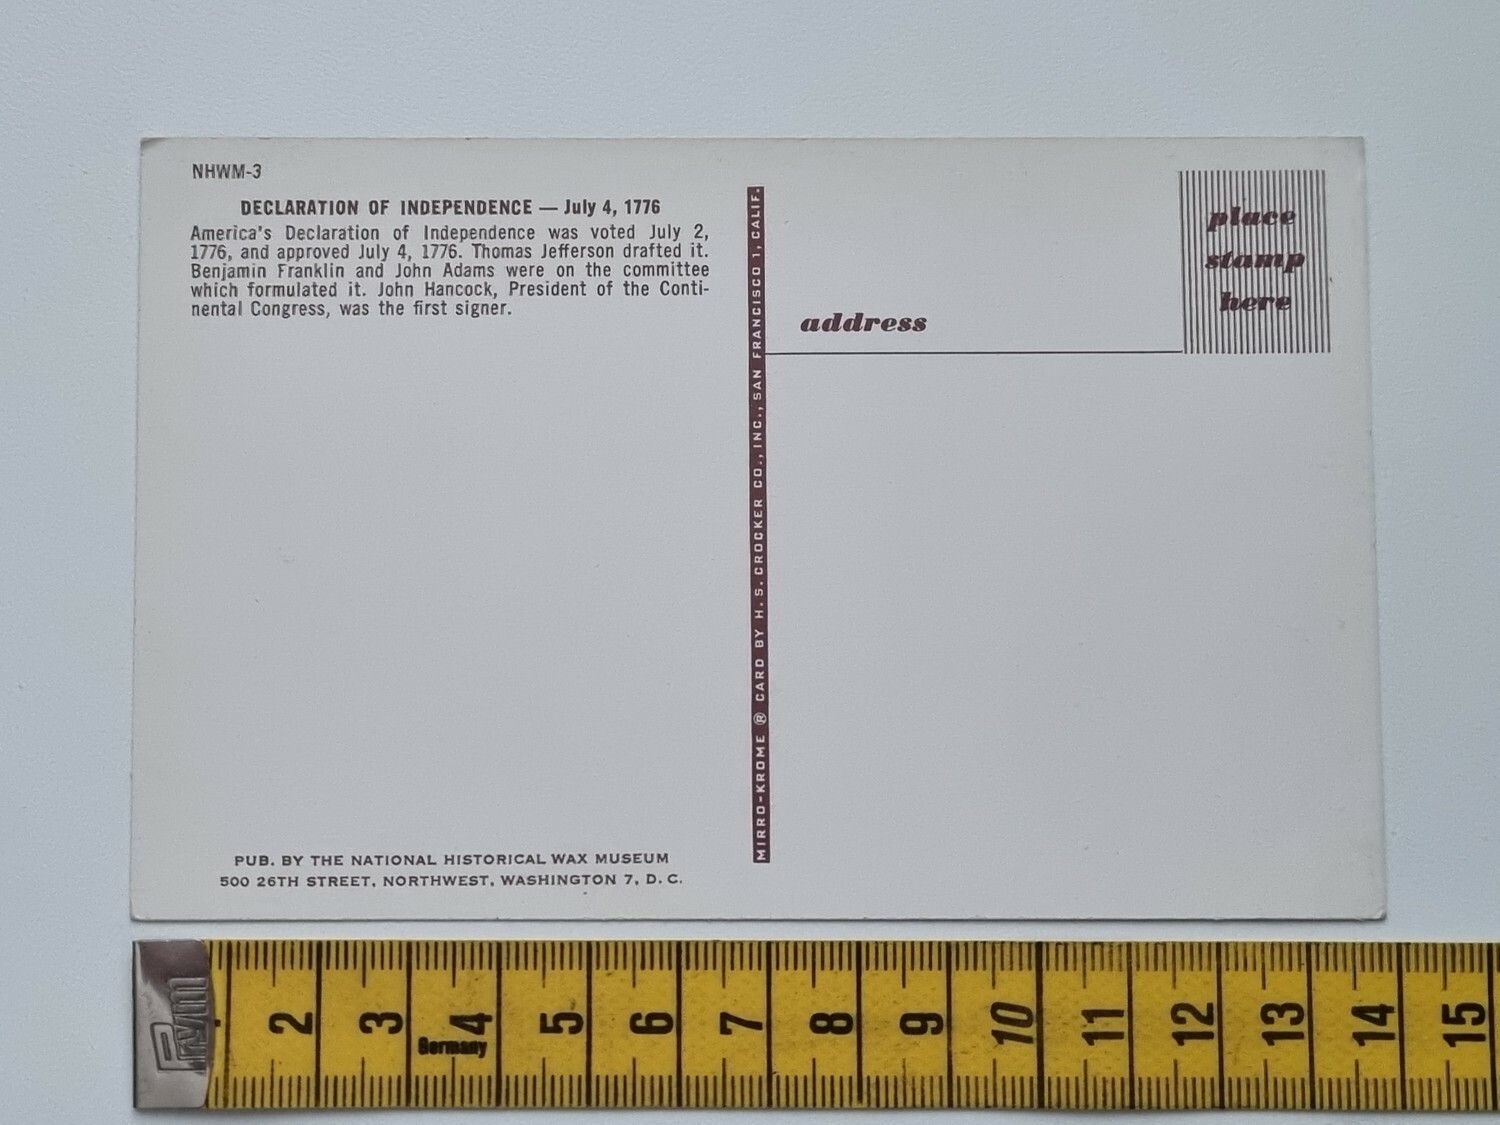 NHWM-3
DECLARATION OF INDEPENDENCE — July 4, 1776
America's Declaration of Independence was voted July 2,
1776, and approved July 4, 1776. Thomas Jefferson drafted it.
Benjamin Franklin and John Adams were on the committee
which formulated it. John Hancock, President of the Conti-
nental Congress, was the first signer.
PUB. BY THE NATIONAL HISTORICAL WAX MUSEUM
500 26TH STREET, NORTHWEST, WASHINGTON 7, D. C.
MIRRO-KROME ® CARD BY H. S. CROCKER CO., INC., SAN FRANCISCO 1, CALIF.
address
place
stamp
here
Prym
2 3 4 5 6 7 8 9 10 11 12 13 14 15
Germany